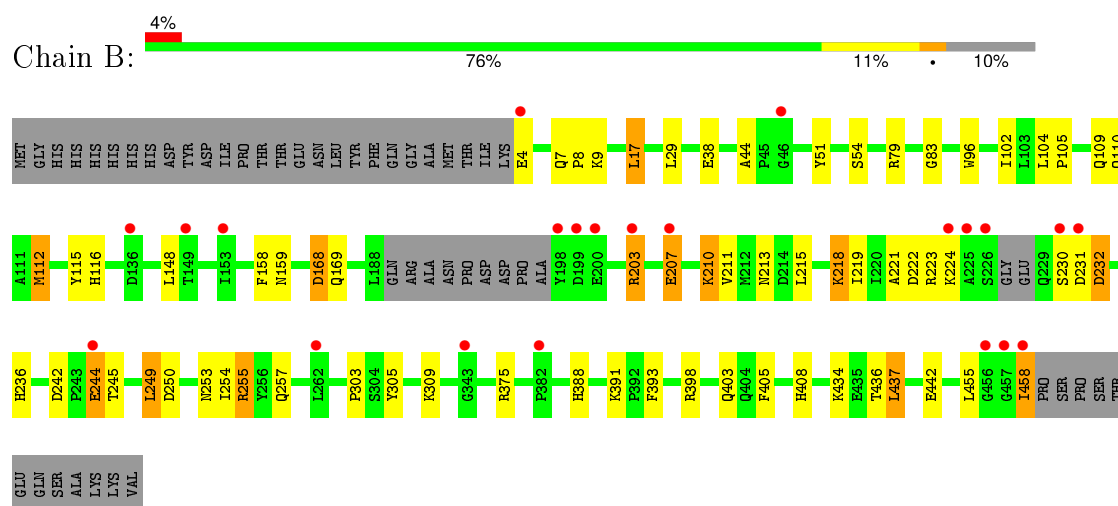 4%
Chain B:
76% 11% • 10%
MET GLY HIS HIS HIS HIS HIS HIS ASP TYR ASP ILE PRO THR THR GLU ASN LEU TYR PHE GLN GLY ALA MET THR ILE LYS E4 Q7 P8 K9 L17 L29 E38 A44 P45 G46 Y51 S54 R79 G83 W96 I102 L103 L104 P105 Q109 Q110
A111 M112 Y115 H116 D136 L148 T149 I153 F158 N159 D168 Q169 L188 GLN ARG ALA ASN PRO ASP ASP PRO ALA Y198 D199 E200 R203 E207 K210 V211 M212 N213 D214 L215 K218 I219 I220 A221 D222 R223 K224 A225 S226 GLY GLU Q229 S230 D231 D232
H236 D242 P243 E244 T245 L249 D250 N253 I254 R255 Y256 Q257 L262 P303 S304 Y305 K309 G343 R375 P382 H388 K391 P392 F393 R398 Q403 Q404 F405 H408 K434 E435 T436 L437 E442 L455 G456 G457 I458 PRO SER PRO SER THR
GLU GLN SER ALA LYS LYS VAL